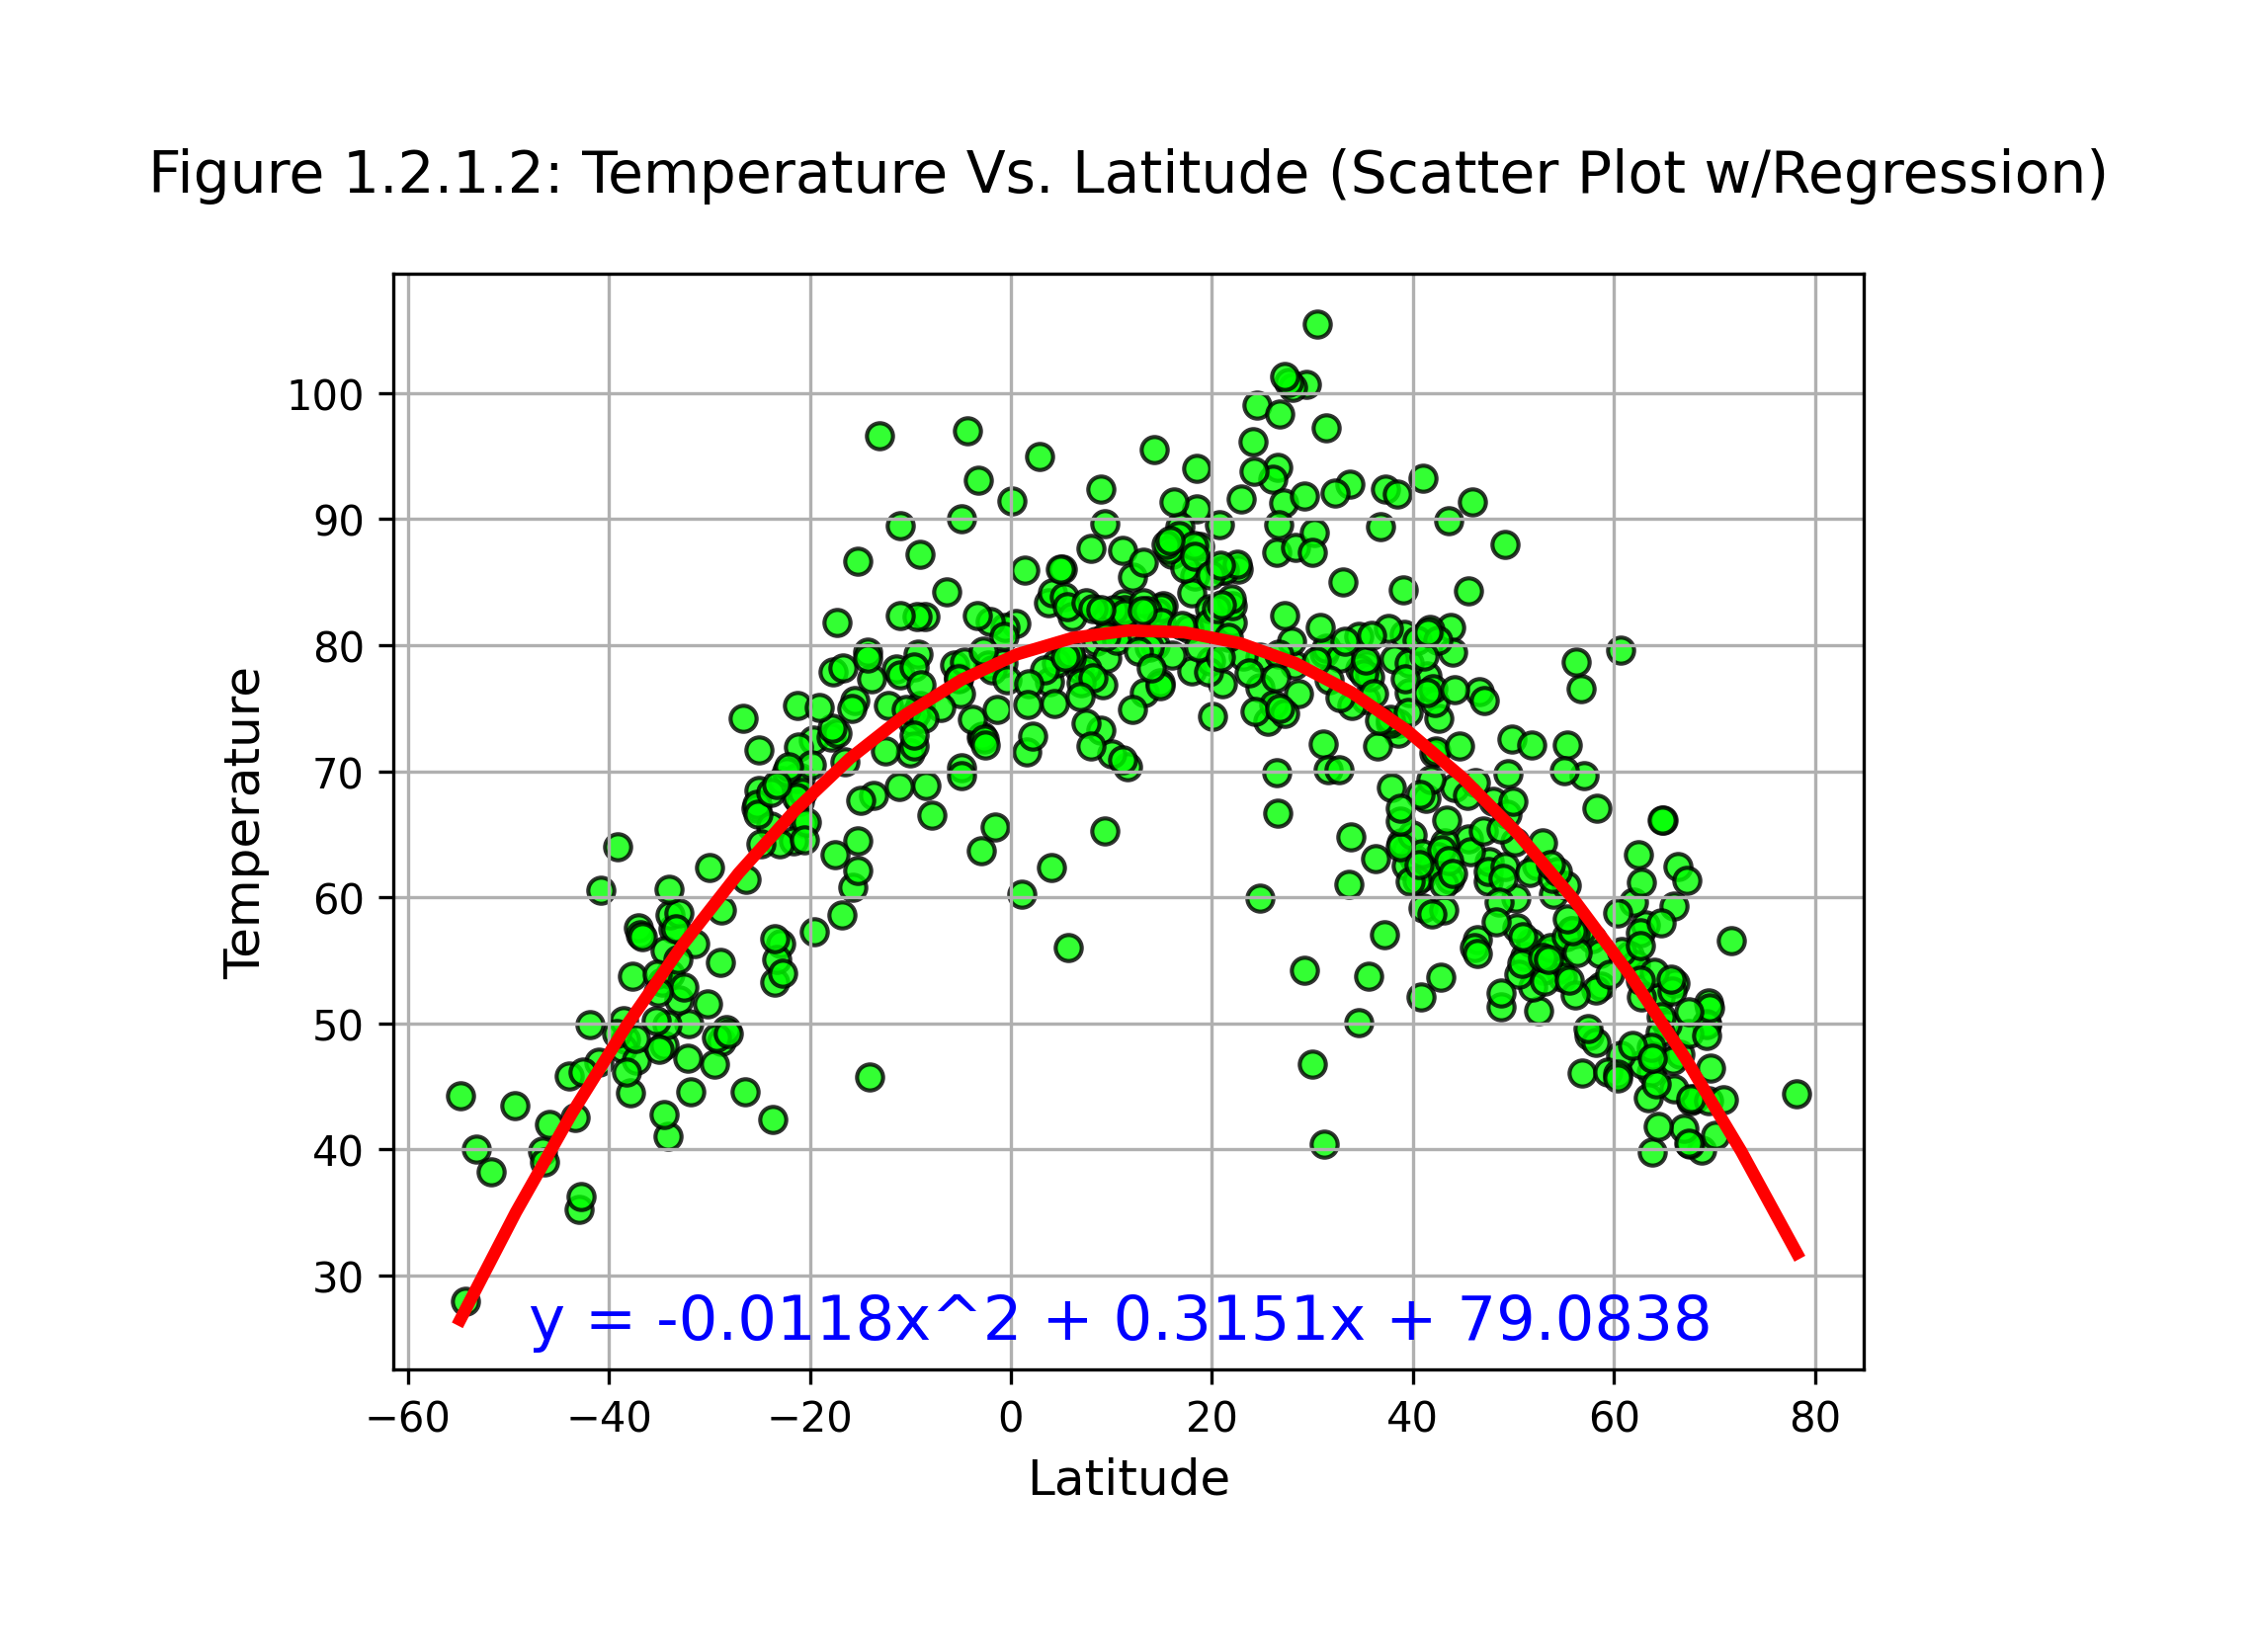 Figure 1.2.1.2: Temperature Vs. Latitude (Scatter Plot w/Regression)
100
90
80
70
60
50
40
30
Temperature
y = -0.0118x^2 + 0.3151x + 79.0838
−60 −40 −20 0 20 40 60 80
Latitude